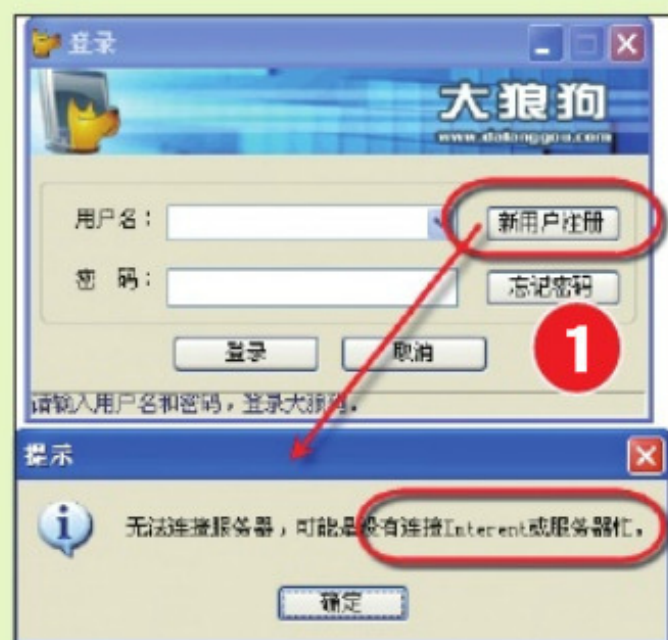 登录
大狼狗
www.dalanggou.com
用户名：
新用户注册
密 码：
忘记密码
登录
取消
1
请输入用户名和密码，登录大狼狗。
提示
无法连接服务器，可能是没有连接Interent或服务器忙。
确定